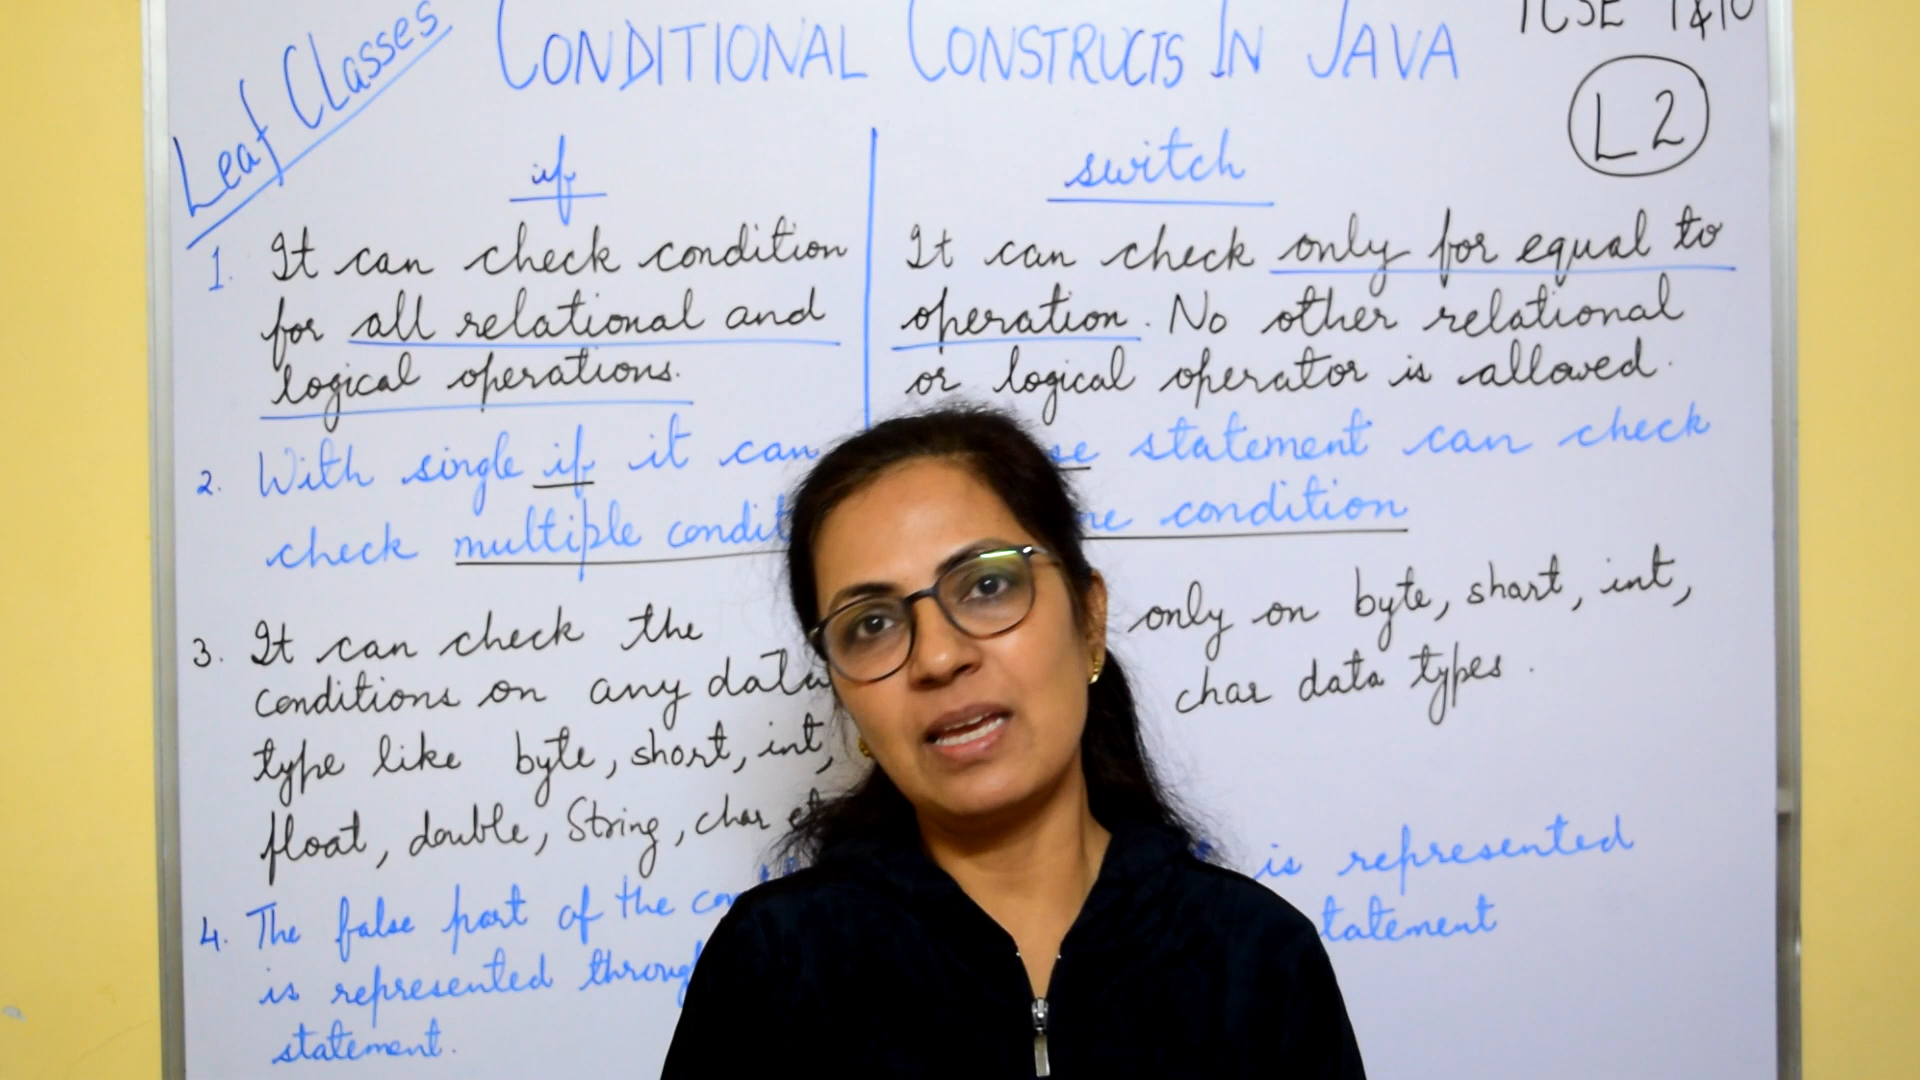 Leaf Classes
CONDITIONAL CONSTRUCTS IN JAVA
ICSE 9&10
L2
if
1. It can check condition
for all relational and
logical operations.
2. With single if it can
check multiple
3. It can check the
conditions on any data
type like byte, short, int,
float, double, String, char
4. The false part of the
is represented
statement.
switch
It can check only for equal to
operation. No other relational
or logical operator is allowed.
statement can check
condition
only on byte, short, int,
char data types.
is represented